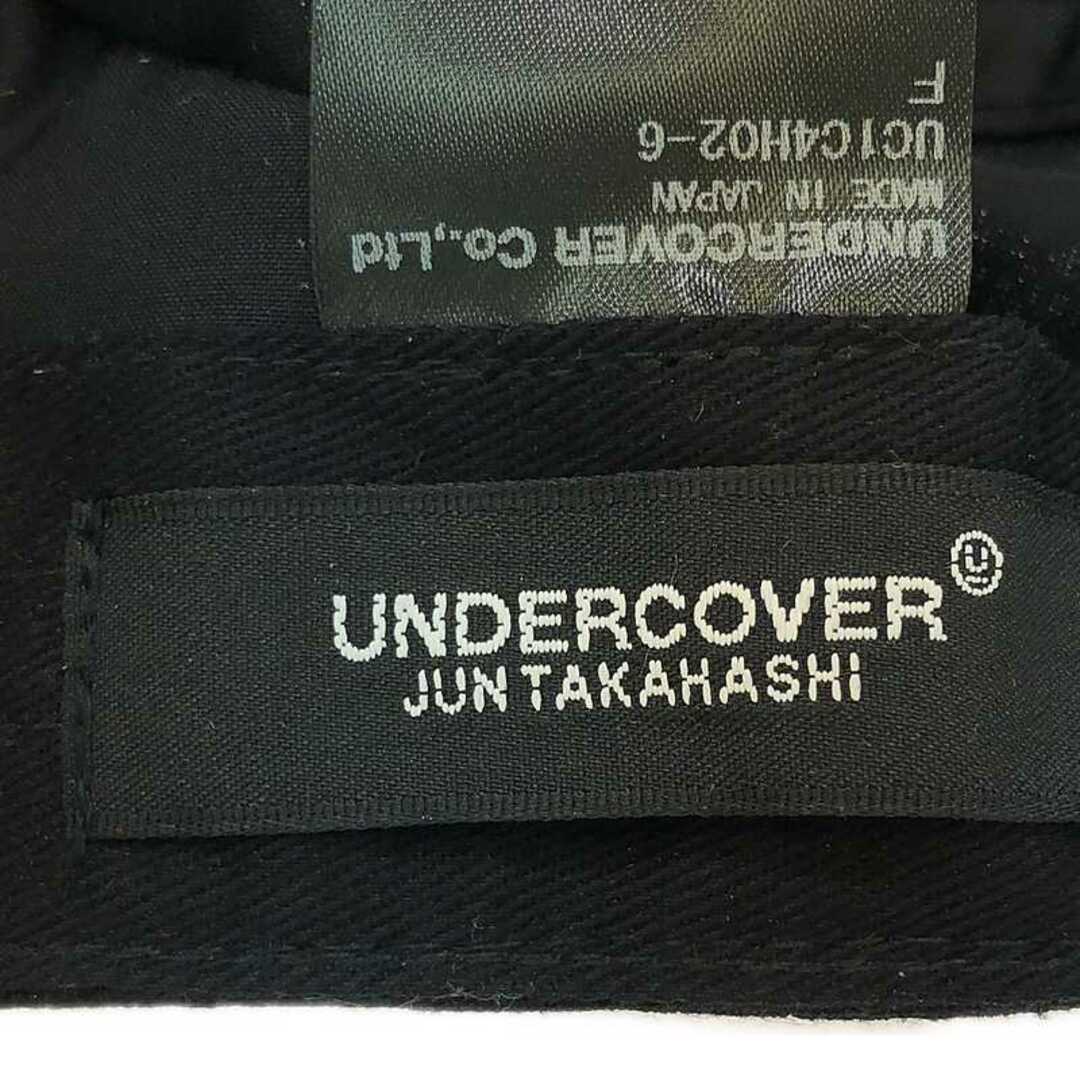 UNDERCOVER Co.,Ltd
MADE IN JAPAN
UC1C4H02-6
F
UNDERCOVER U
JUN TAKAHASHI